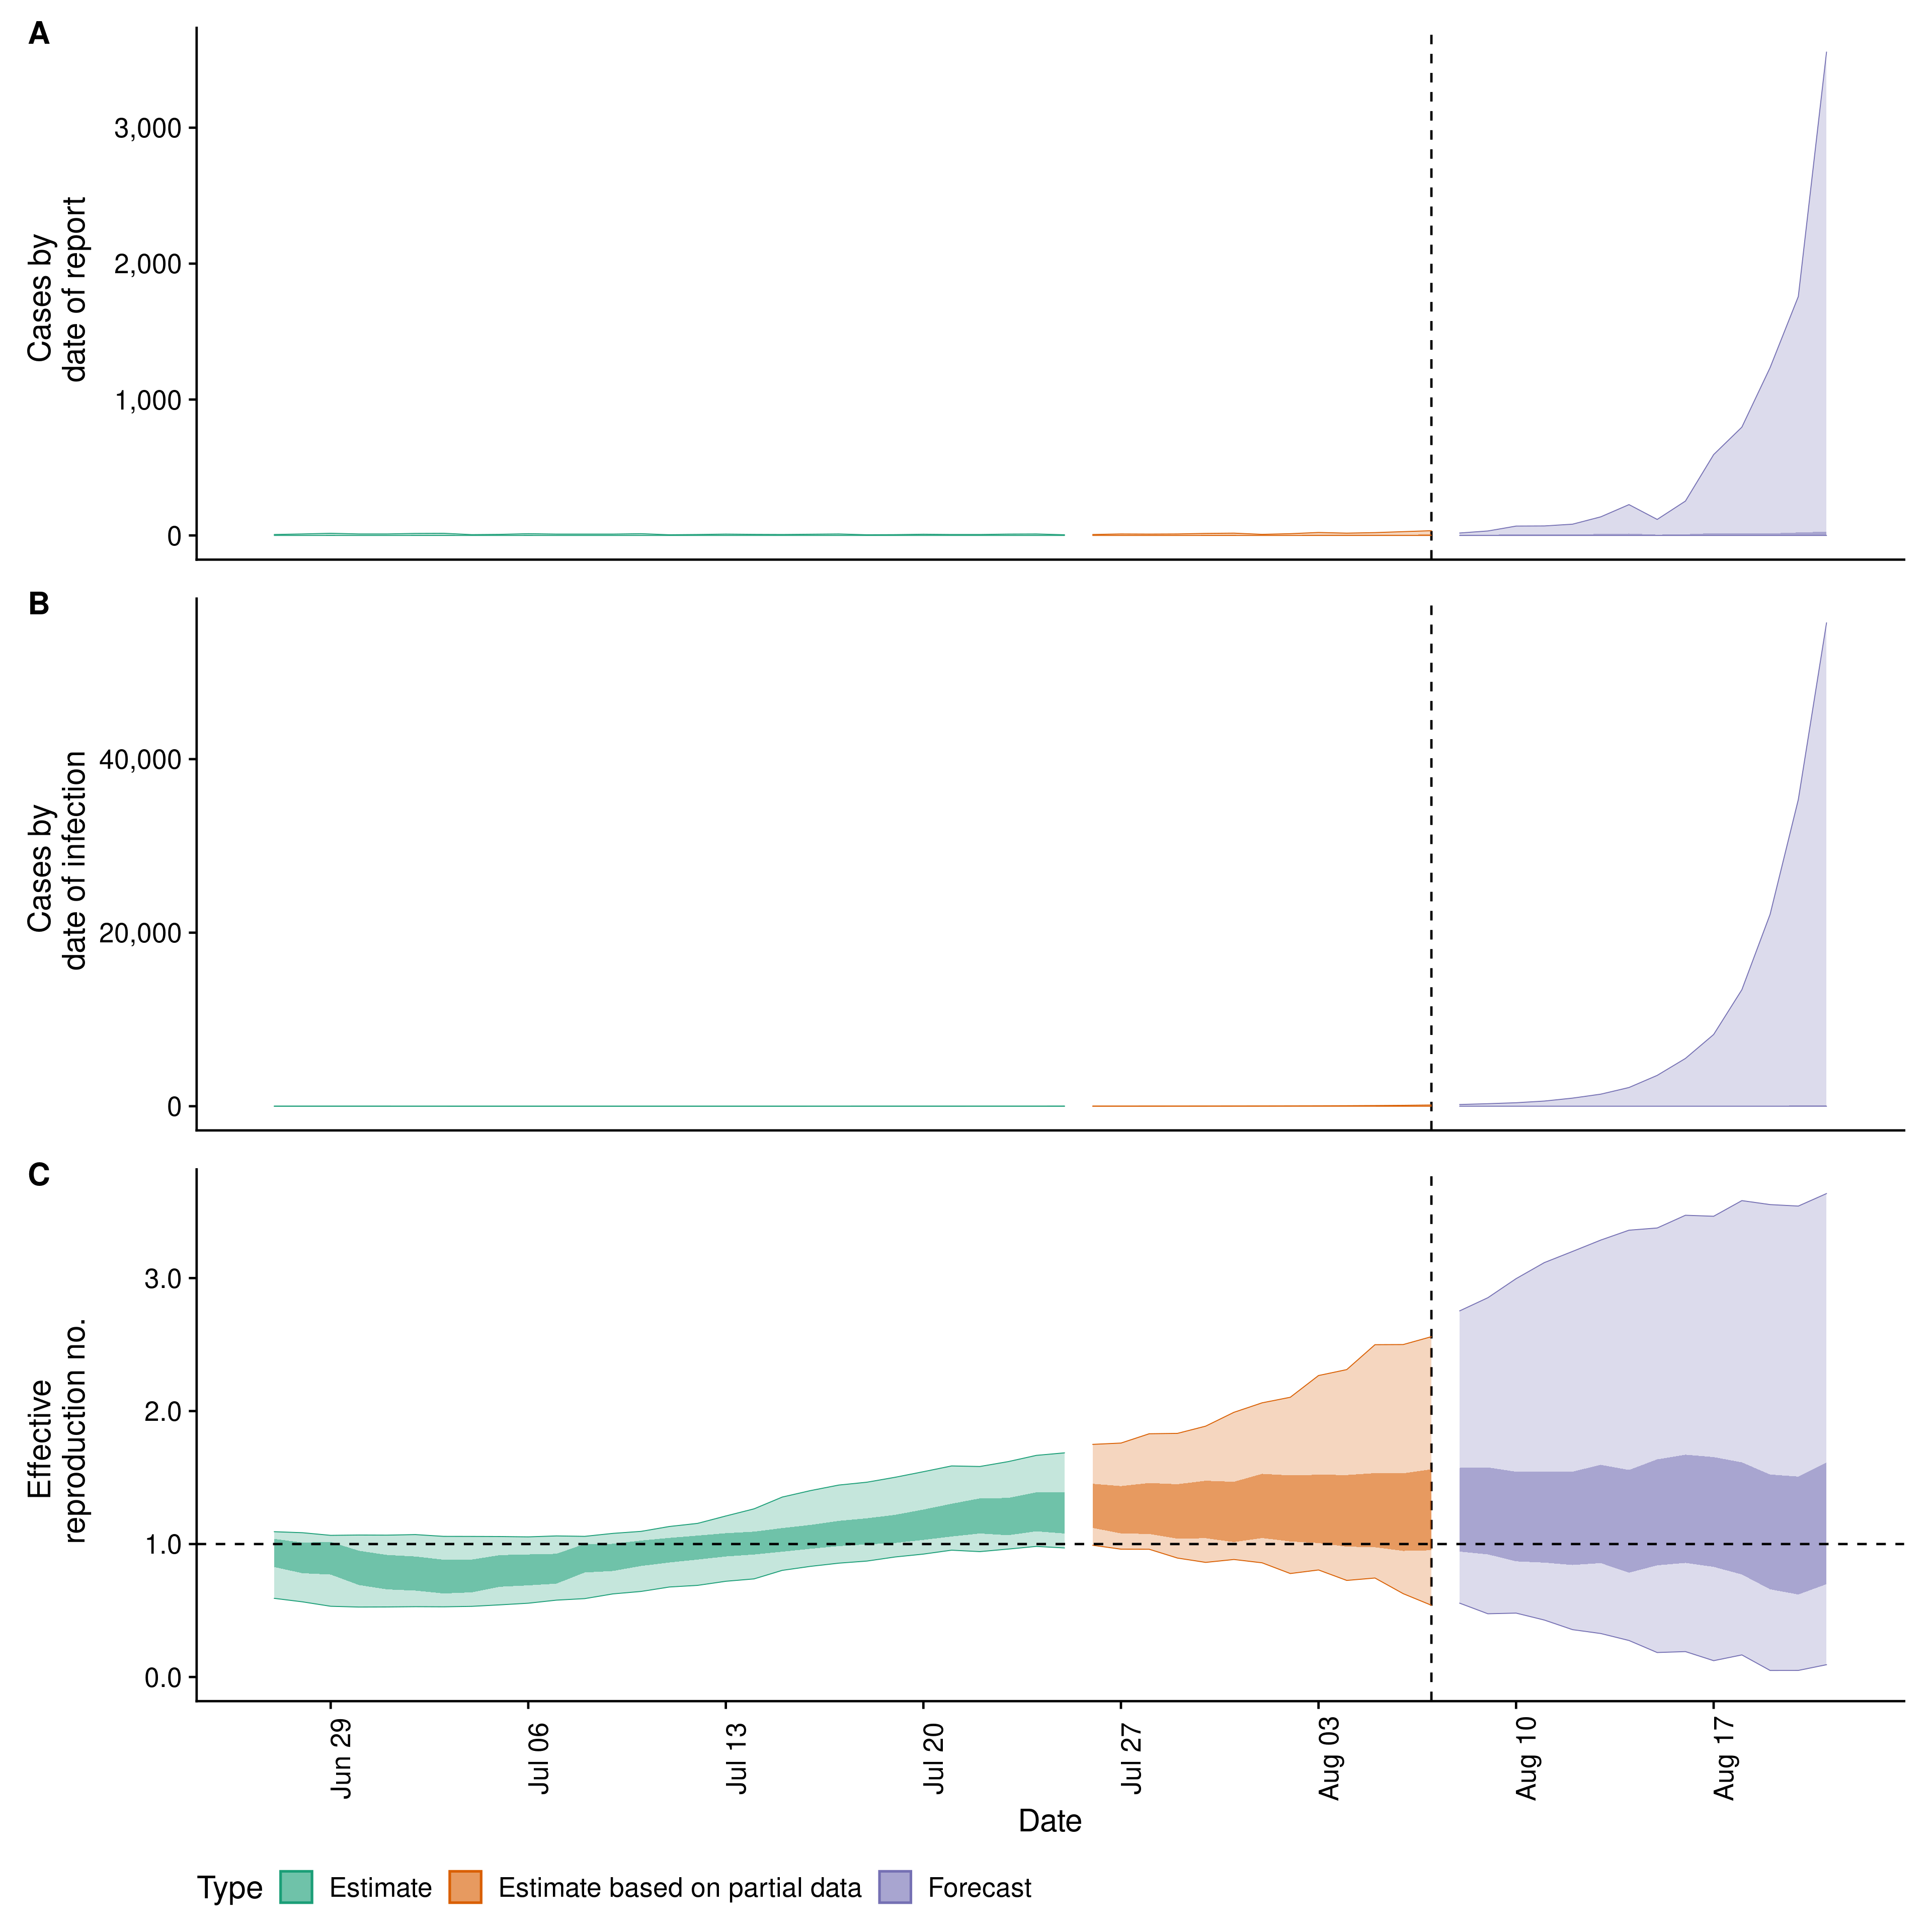 A
Cases by
date of report
3,000
2,000
1,000
0
B
Cases by
date of infection
40,000
20,000
0
C
Effective
reproduction no.
3.0
2.0
1.0
0.0
Jun 29
Jul 06
Jul 13
Jul 20
Jul 27
Aug 03
Aug 10
Aug 17
Date
Type Estimate Estimate based on partial data Forecast